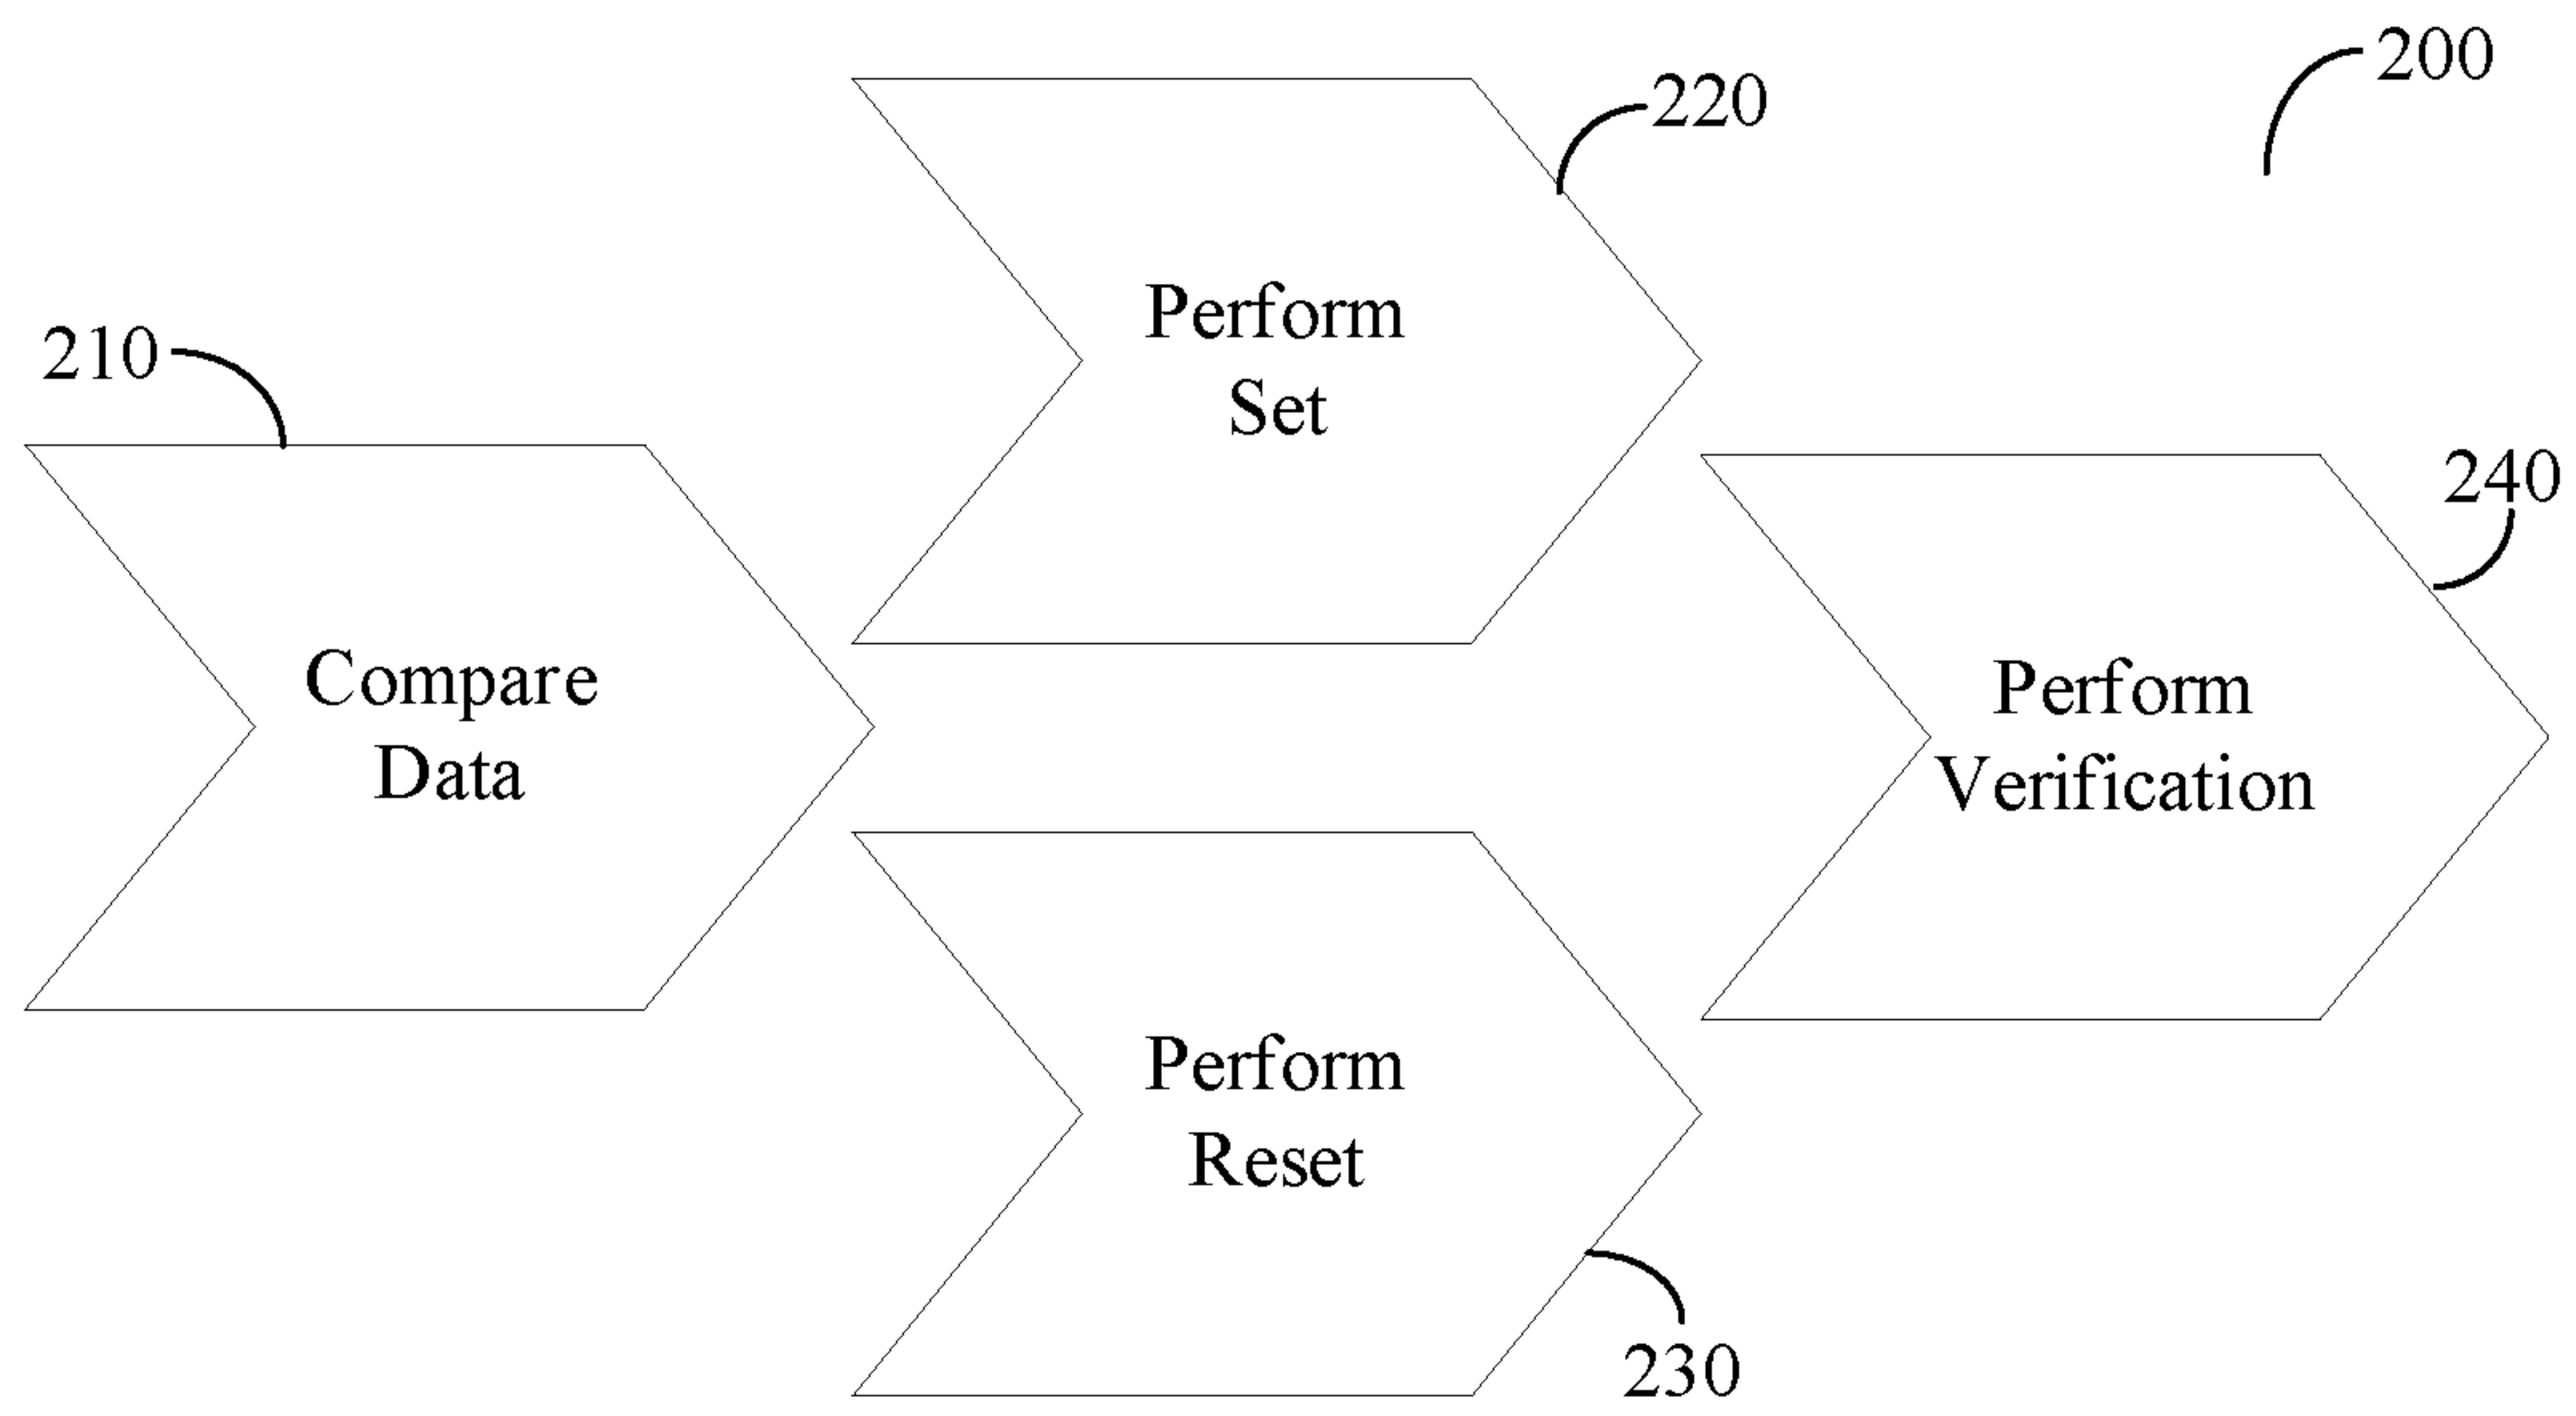 200
220
Perform
Set
210
240
Compare
Data
Perform
Verification
Perform
Reset
230